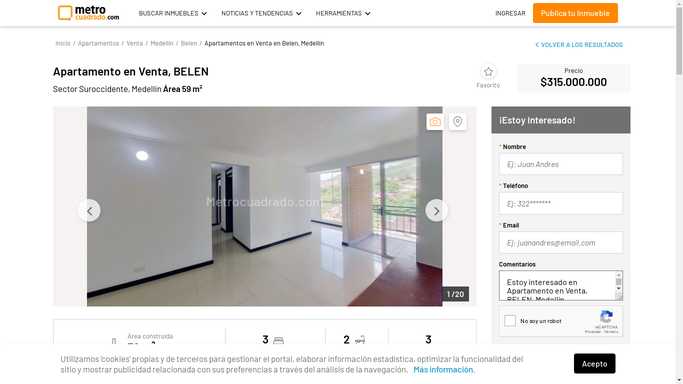 metro
cuadrado.com
BUSCAR INMUEBLES
NOTICIAS Y TENDENCIAS
HERRAMIENTAS
INGRESAR
Publica tu inmueble
Inicio / Apartamentos / Venta / Medellin / Belen / Apartamentos en Venta en Belen, Medellin
VOLVER A LOS RESULTADOS
Apartamento en Venta, BELEN
Sector Suroccidente, Medellin Área 59 m²
Favorito
Precio
$315.000.000
Metrocuadrado.com
1 / 20
¡Estoy interesado!
* Nombre
Ej: Juan Andres
* Teléfono
Ej: 322*******
* Email
Ej: juanandres@email.com
Comentarios
Estoy interesado en
Apartamento en Venta,
BELEN, Medellin
No soy un robot
reCAPTCHA
Privacidad - Términos
Área construida
3
2
3
Utilizamos 'cookies' propias y de terceros para gestionar el portal, elaborar información estadística, optimizar la funcionalidad del
sitio y mostrar publicidad relacionada con sus preferencias a través del análisis de la navegación. Más información.
Acepto